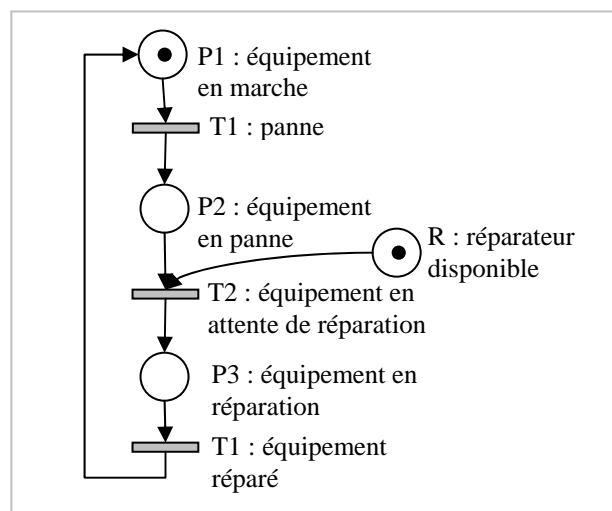 P1 : équipement
en marche
T1 : panne
P2 : équipement
en panne
R : réparateur
disponible
T2 : équipement en
attente de réparation
P3 : équipement en
réparation
T1 : équipement
réparé